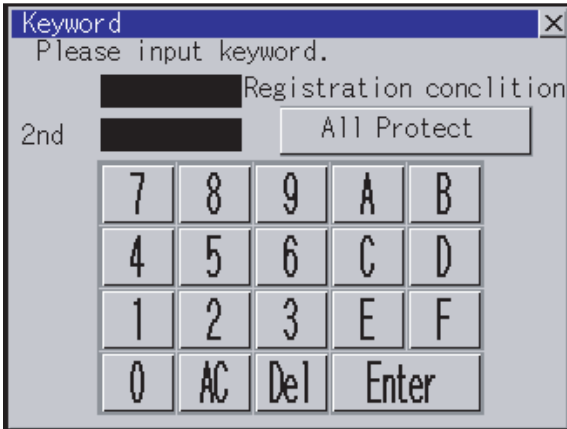 Keyword
Please input keyword.
Registration conclition
2nd All Protect
7 8 9 A B
4 5 6 C D
1 2 3 E F
0 AC Del Enter